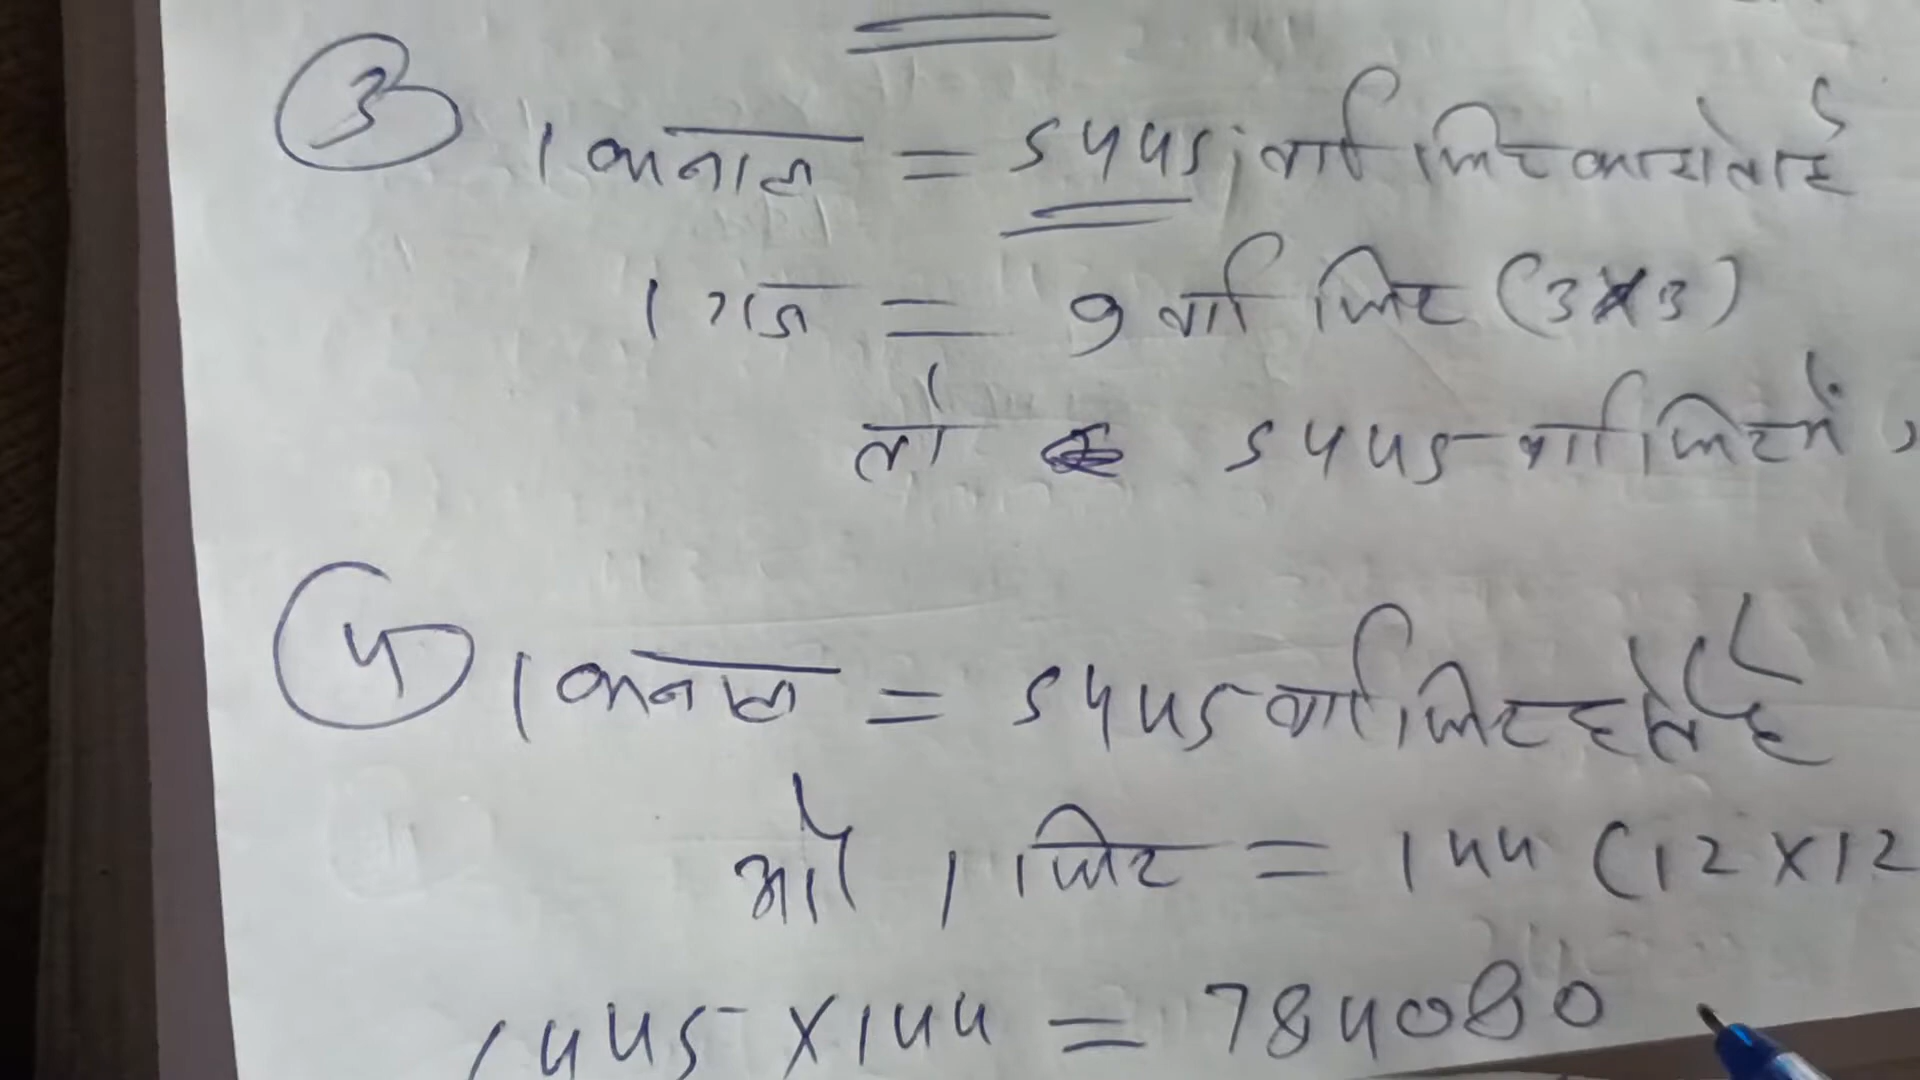 ③ 1 कनाल = 5445 वर्ग फिट का होता है
1 गज = 9 वर्ग फिट (3×3)
तो 5445 वर्ग फिट में,
④ 1 कनाल = 5445 वर्ग फिट होते है
और 1 फिट = 144 (12×12
5445 × 144 = 784080